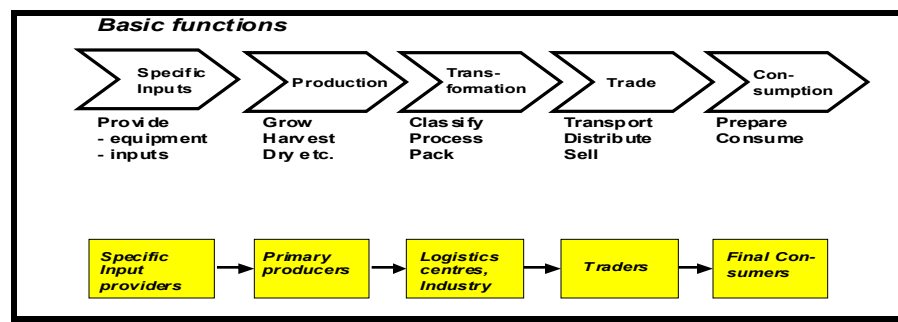 Basic functions
Specific
Inputs
Production
Trans-
formation
Trade
Con-
sumption
Provide
- equipment
- inputs
Grow
Harvest
Dry etc.
Classify
Process
Pack
Transport
Distribute
Sell
Prepare
Consume
Specific
Input
providers
Primary
producers
Logistics
centres,
Industry
Traders
Final Con-
sumers